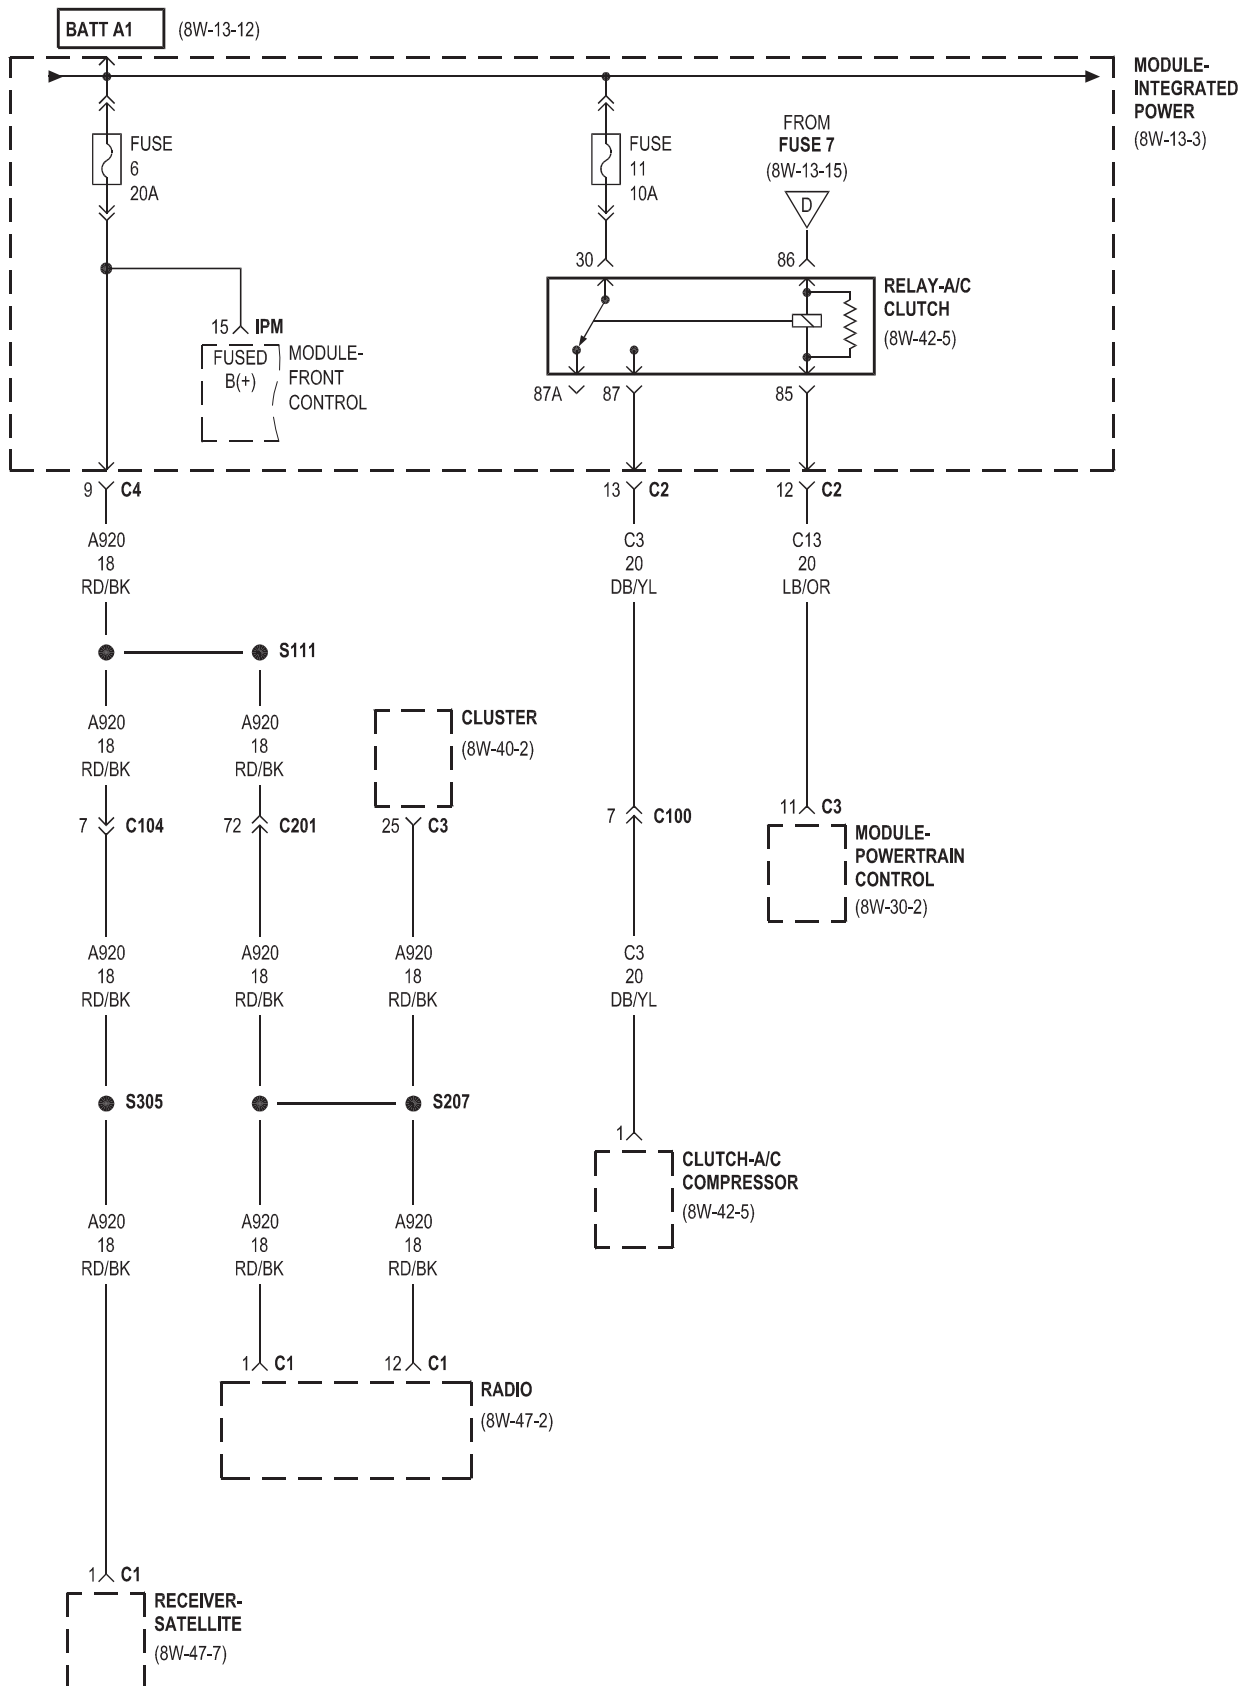 BATT A1 (8W-13-12)
MODULE-
INTEGRATED
POWER
(8W-13-3)
FUSE
6
20A
FUSE
11
10A
FROM
FUSE 7
(8W-13-15)
D
30
86
RELAY-A/C
CLUTCH
(8W-42-5)
15 IPM
FUSED
B(+)
MODULE-
FRONT
CONTROL
87A
87
85
9 C4
13 C2
12 C2
A920
18
RD/BK
C3
20
DB/YL
C13
20
LB/OR
S111
A920
18
RD/BK
A920
18
RD/BK
CLUSTER
(8W-40-2)
7 C104
72 C201
25 C3
7 C100
11 C3
MODULE-
POWERTRAIN
CONTROL
(8W-30-2)
A920
18
RD/BK
A920
18
RD/BK
A920
18
RD/BK
C3
20
DB/YL
S305
S207
1
CLUTCH-A/C
COMPRESSOR
(8W-42-5)
A920
18
RD/BK
A920
18
RD/BK
A920
18
RD/BK
1 C1
12 C1
RADIO
(8W-47-2)
1 C1
RECEIVER-
SATELLITE
(8W-47-7)